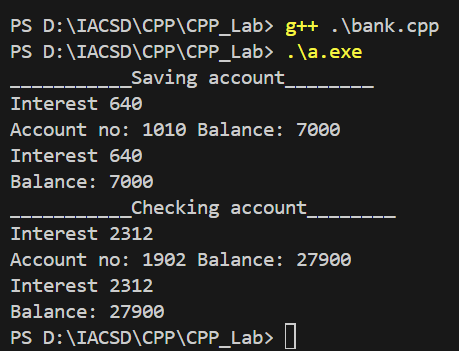 PS D:\IACSD\CPP\CPP_Lab> g++ .\bank.cpp
PS D:\IACSD\CPP\CPP_Lab> .\a.exe
___________Saving account________
Interest 640
Account no: 1010 Balance: 7000
Interest 640
Balance: 7000
___________Checking account________
Interest 2312
Account no: 1902 Balance: 27900
Interest 2312
Balance: 27900
PS D:\IACSD\CPP\CPP_Lab>